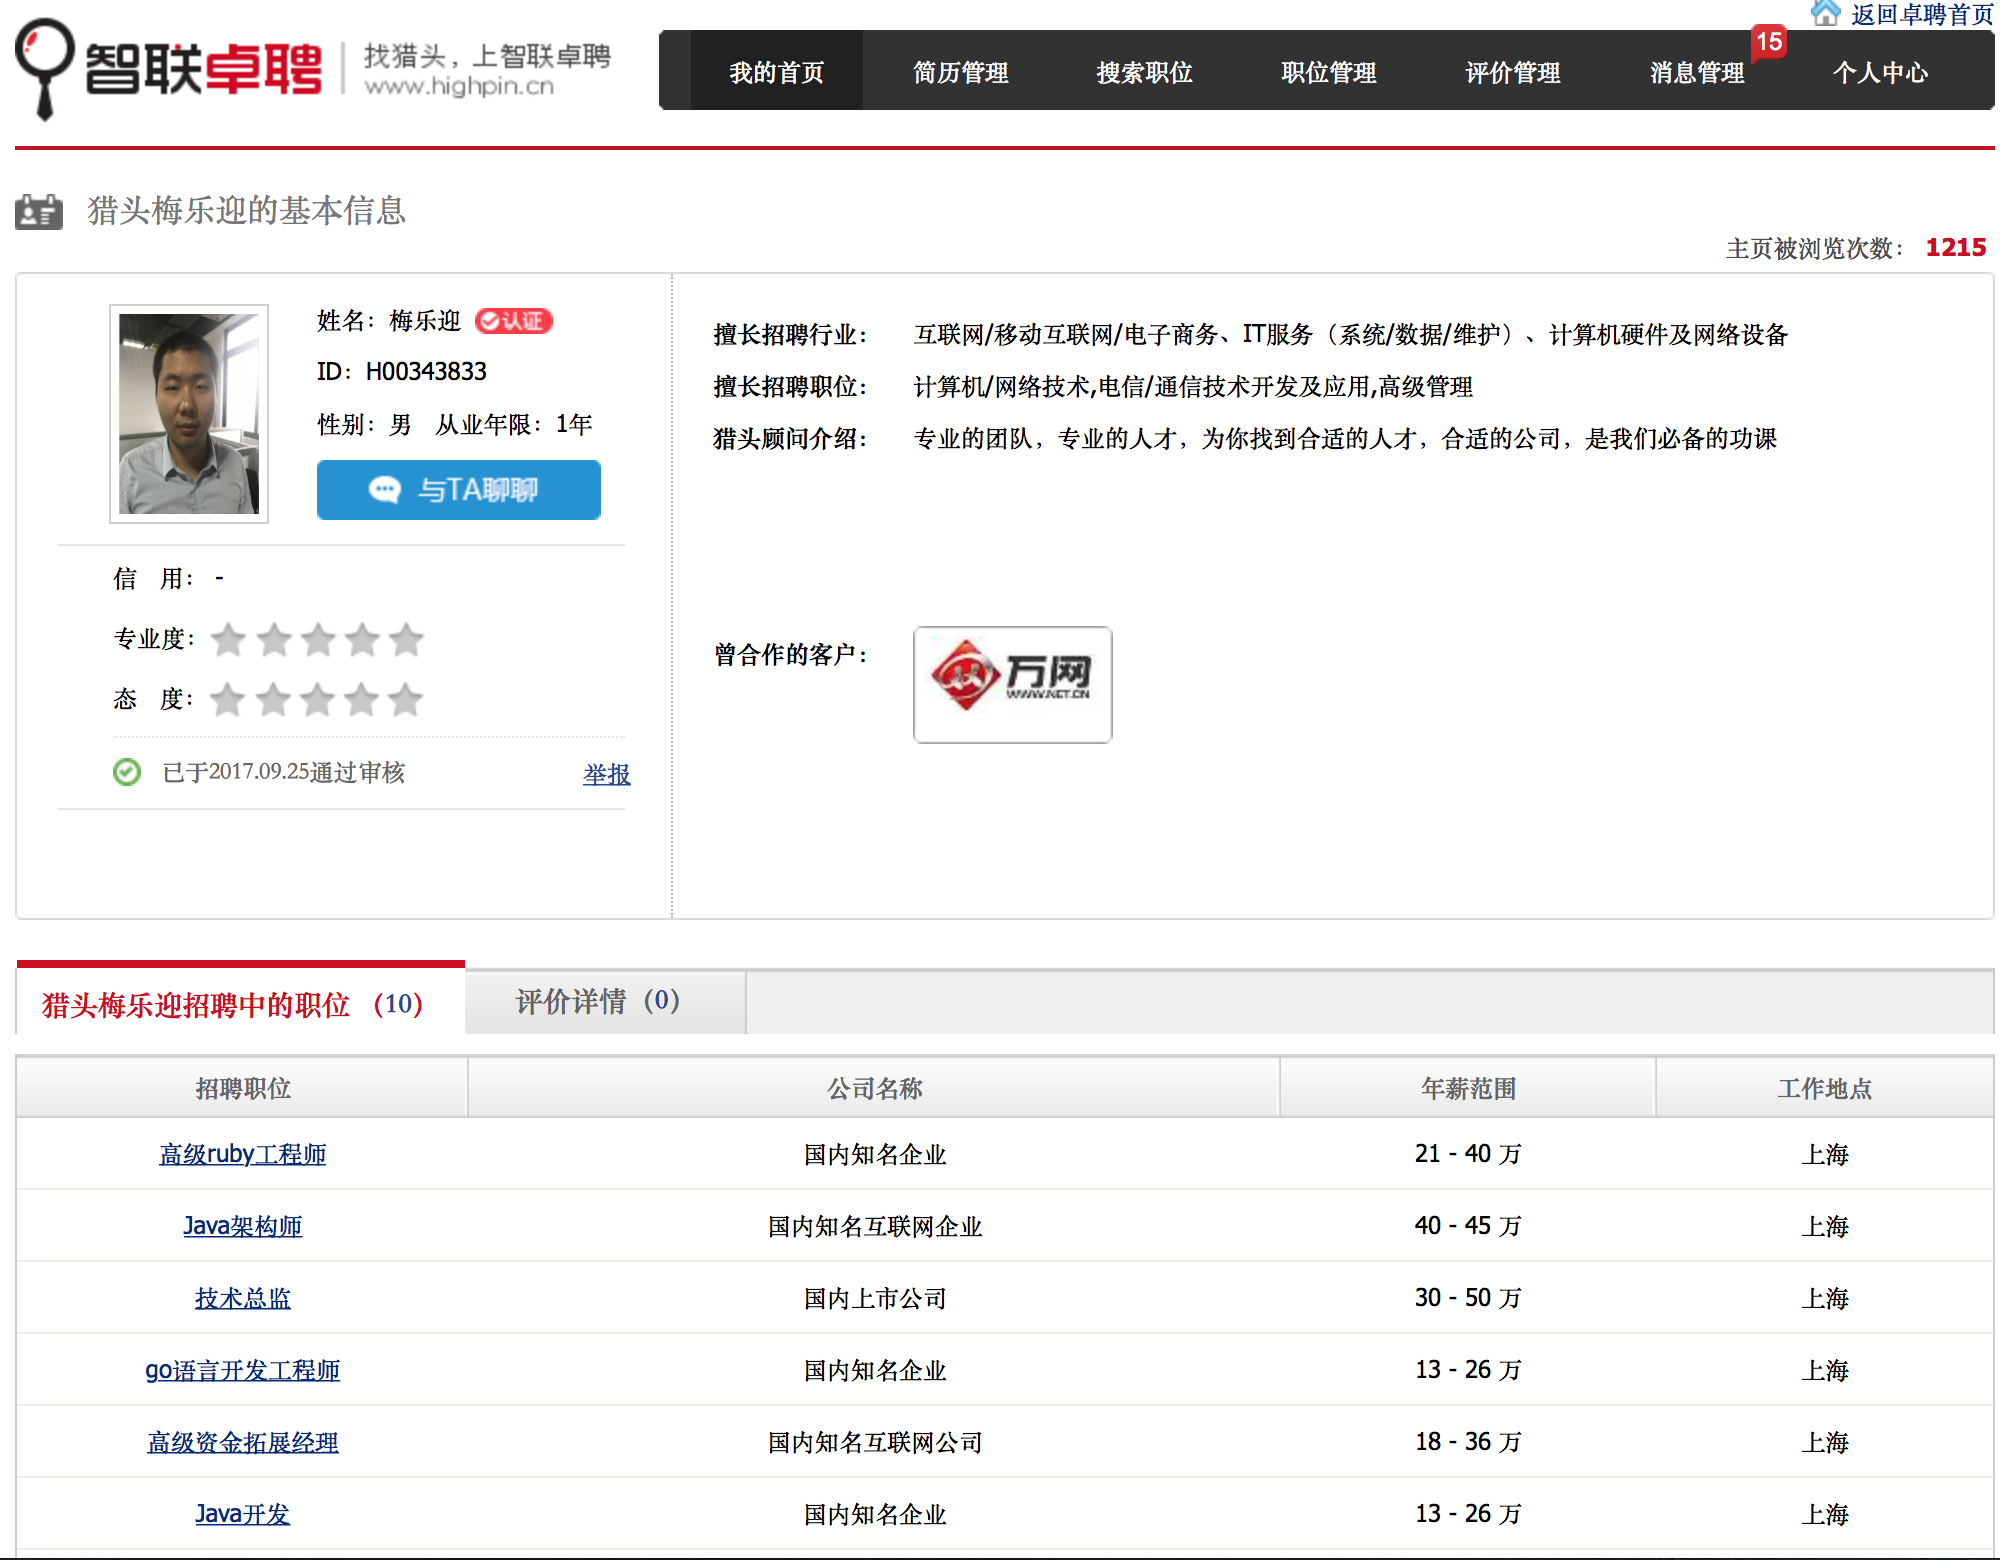 返回卓聘首页
智联卓聘
找猎头，上智联卓聘
www.highpin.cn
我的首页 简历管理 搜索职位 职位管理 评价管理 消息管理 15 个人中心
猎头梅乐迎的基本信息
主页被浏览次数： 1215
姓名：梅乐迎 认证
ID：H00343833
性别：男 从业年限：1年
与TA聊聊
信 用： -
专业度：
态 度：
已于2017.09.25通过审核 举报
擅长招聘行业： 互联网/移动互联网/电子商务、IT服务（系统/数据/维护）、计算机硬件及网络设备
擅长招聘职位： 计算机/网络技术,电信/通信技术开发及应用,高级管理
猎头顾问介绍： 专业的团队，专业的人才，为你找到合适的人才，合适的公司，是我们必备的功课
曾合作的客户：
万网
WWW.NET.CN
猎头梅乐迎招聘中的职位 （10） 评价详情（0）
招聘职位 公司名称 年薪范围 工作地点
高级ruby工程师 国内知名企业 21 - 40 万 上海
Java架构师 国内知名互联网企业 40 - 45 万 上海
技术总监 国内上市公司 30 - 50 万 上海
go语言开发工程师 国内知名企业 13 - 26 万 上海
高级资金拓展经理 国内知名互联网公司 18 - 36 万 上海
Java开发 国内知名企业 13 - 26 万 上海